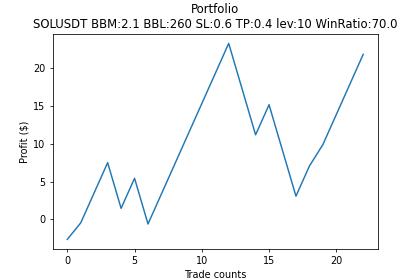 Portfolio
SOLUSDT BBM:2.1 BBL:260 SL:0.6 TP:0.4 lev:10 WinRatio:70.0
Profit ($)
20
15
10
5
0
0 5 10 15 20
Trade counts